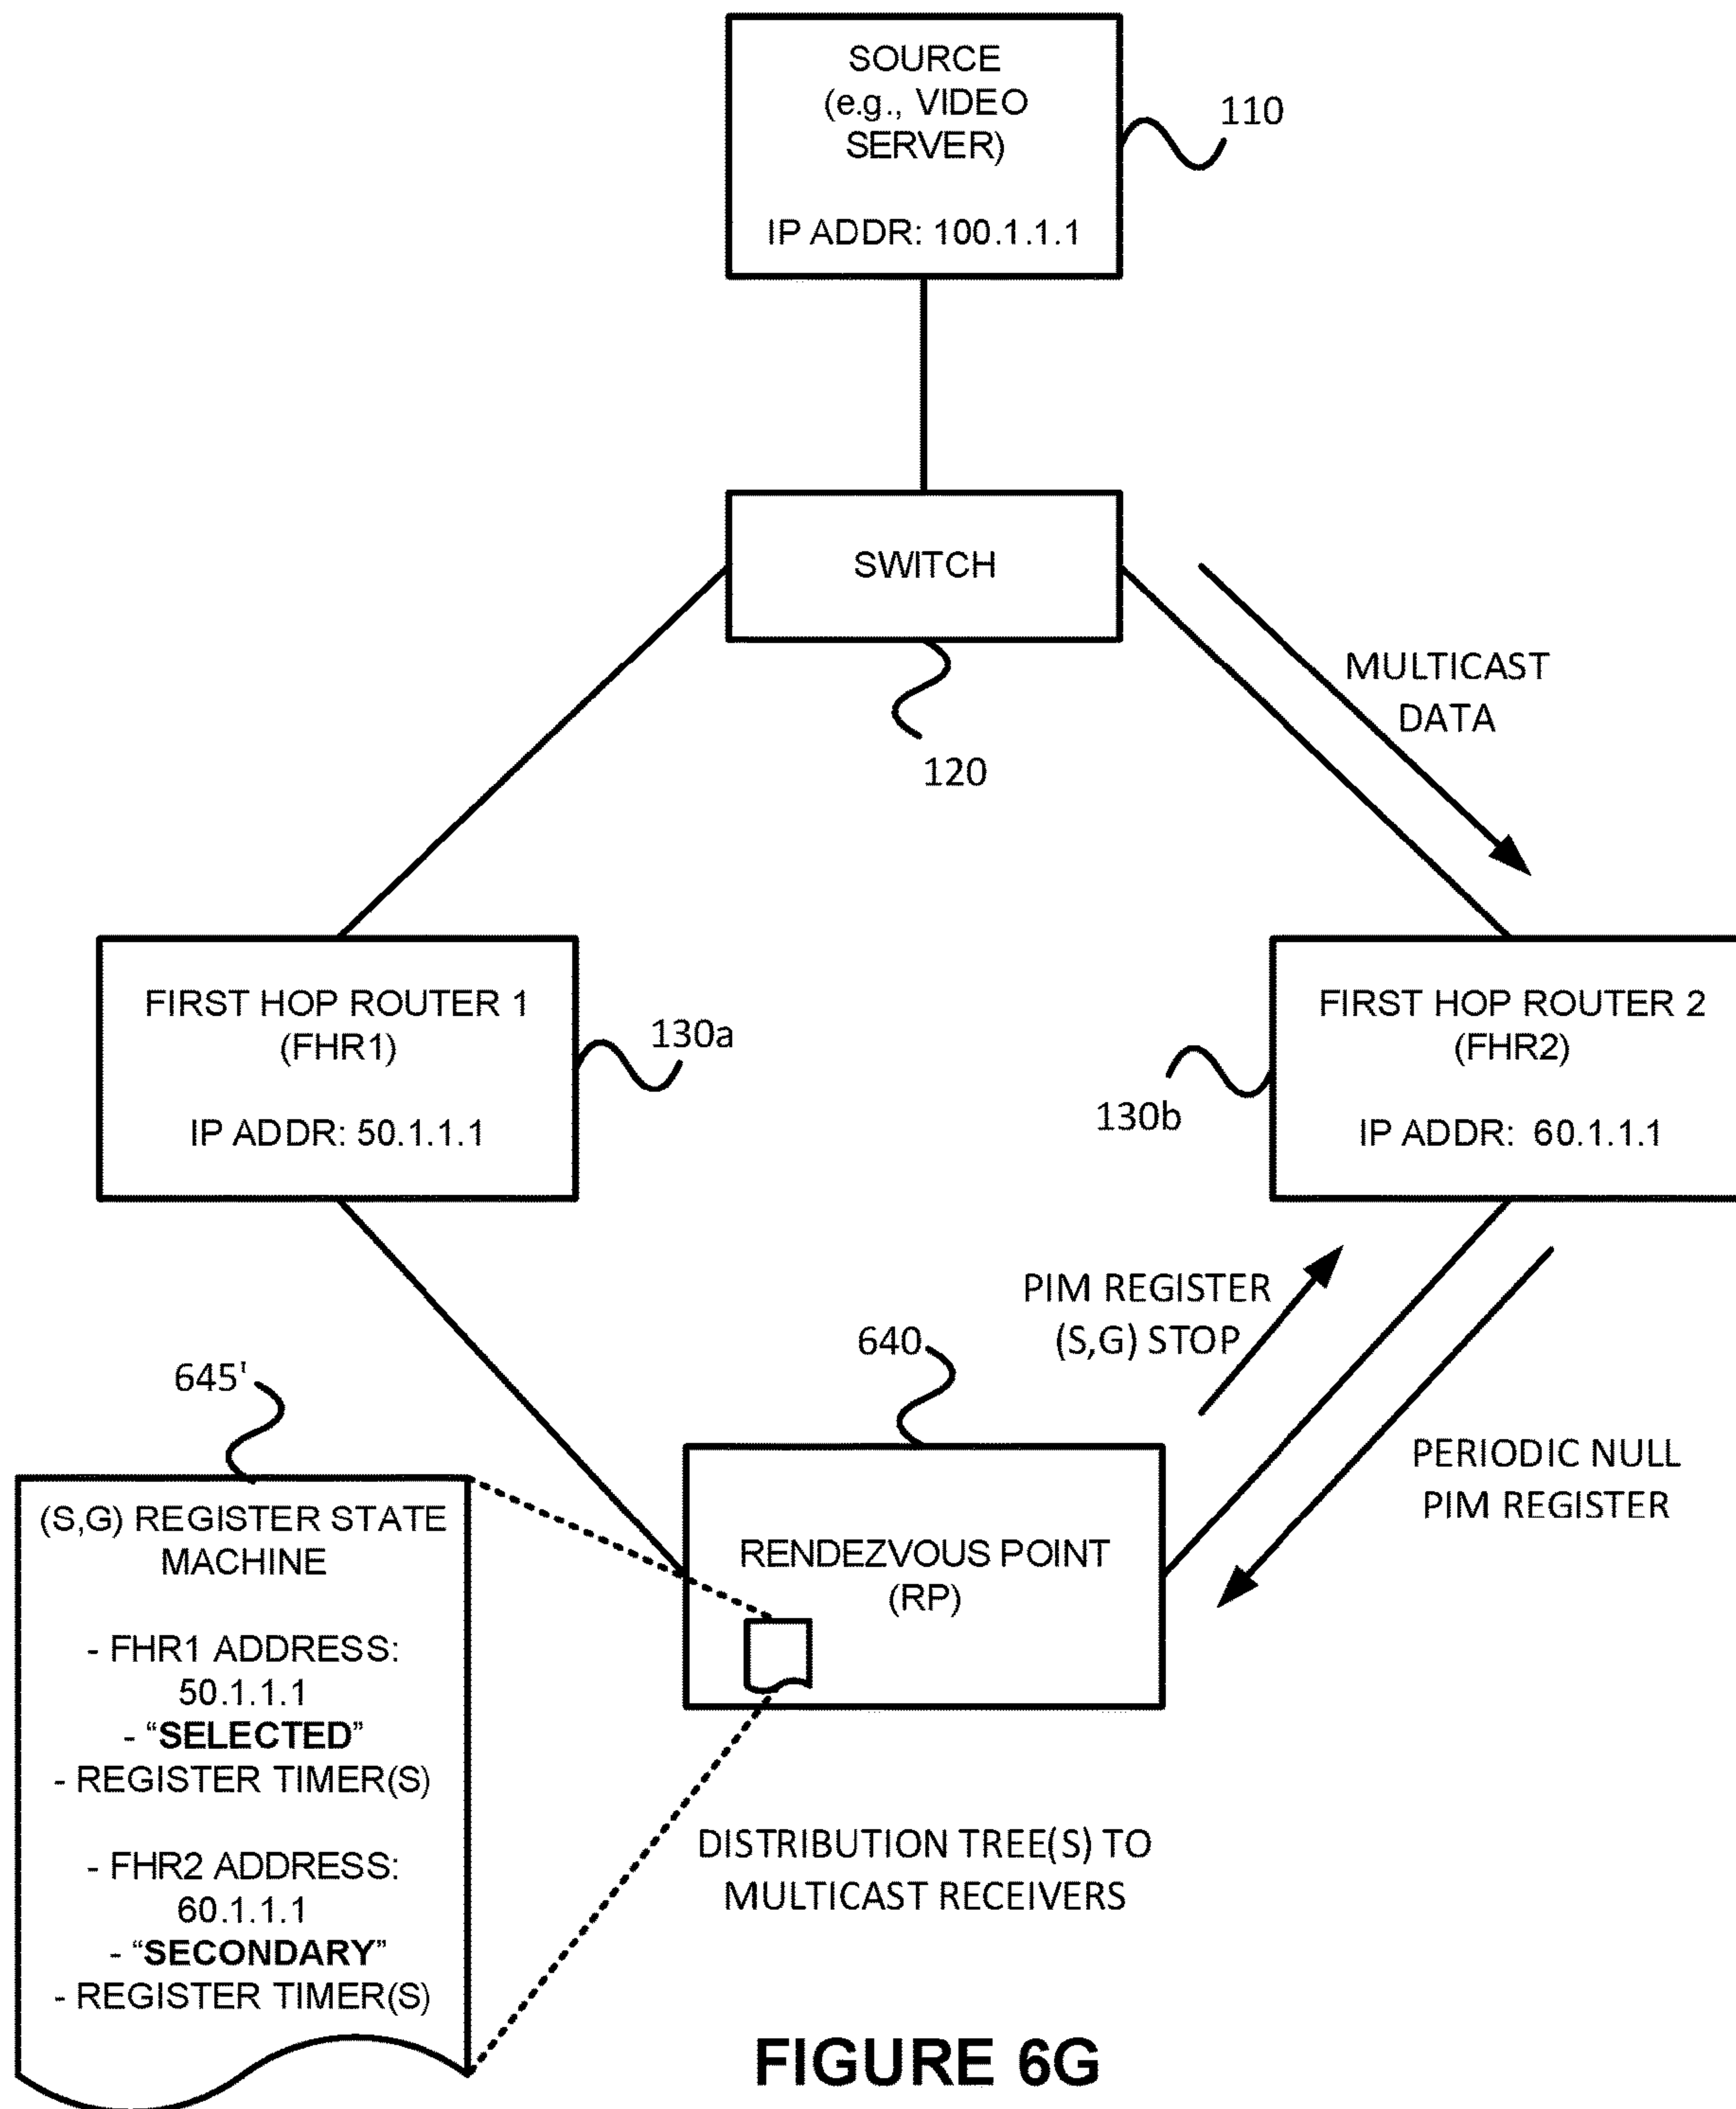 SOURCE
(e.g., VIDEO
SERVER)
IP ADDR: 100.1.1.1
110
SWITCH
120
MULTICAST
DATA
FIRST HOP ROUTER 1
(FHR1)
IP ADDR: 50.1.1.1
130a
FIRST HOP ROUTER 2
(FHR2)
IP ADDR: 60.1.1.1
130b
PIM REGISTER
(S,G) STOP
PERIODIC NULL
PIM REGISTER
640
RENDEZVOUS POINT
(RP)
645'
(S,G) REGISTER STATE
MACHINE
- FHR1 ADDRESS:
50.1.1.1
- “SELECTED”
- REGISTER TIMER(S)
- FHR2 ADDRESS:
60.1.1.1
- “SECONDARY”
- REGISTER TIMER(S)
DISTRIBUTION TREE(S) TO
MULTICAST RECEIVERS
FIGURE 6G